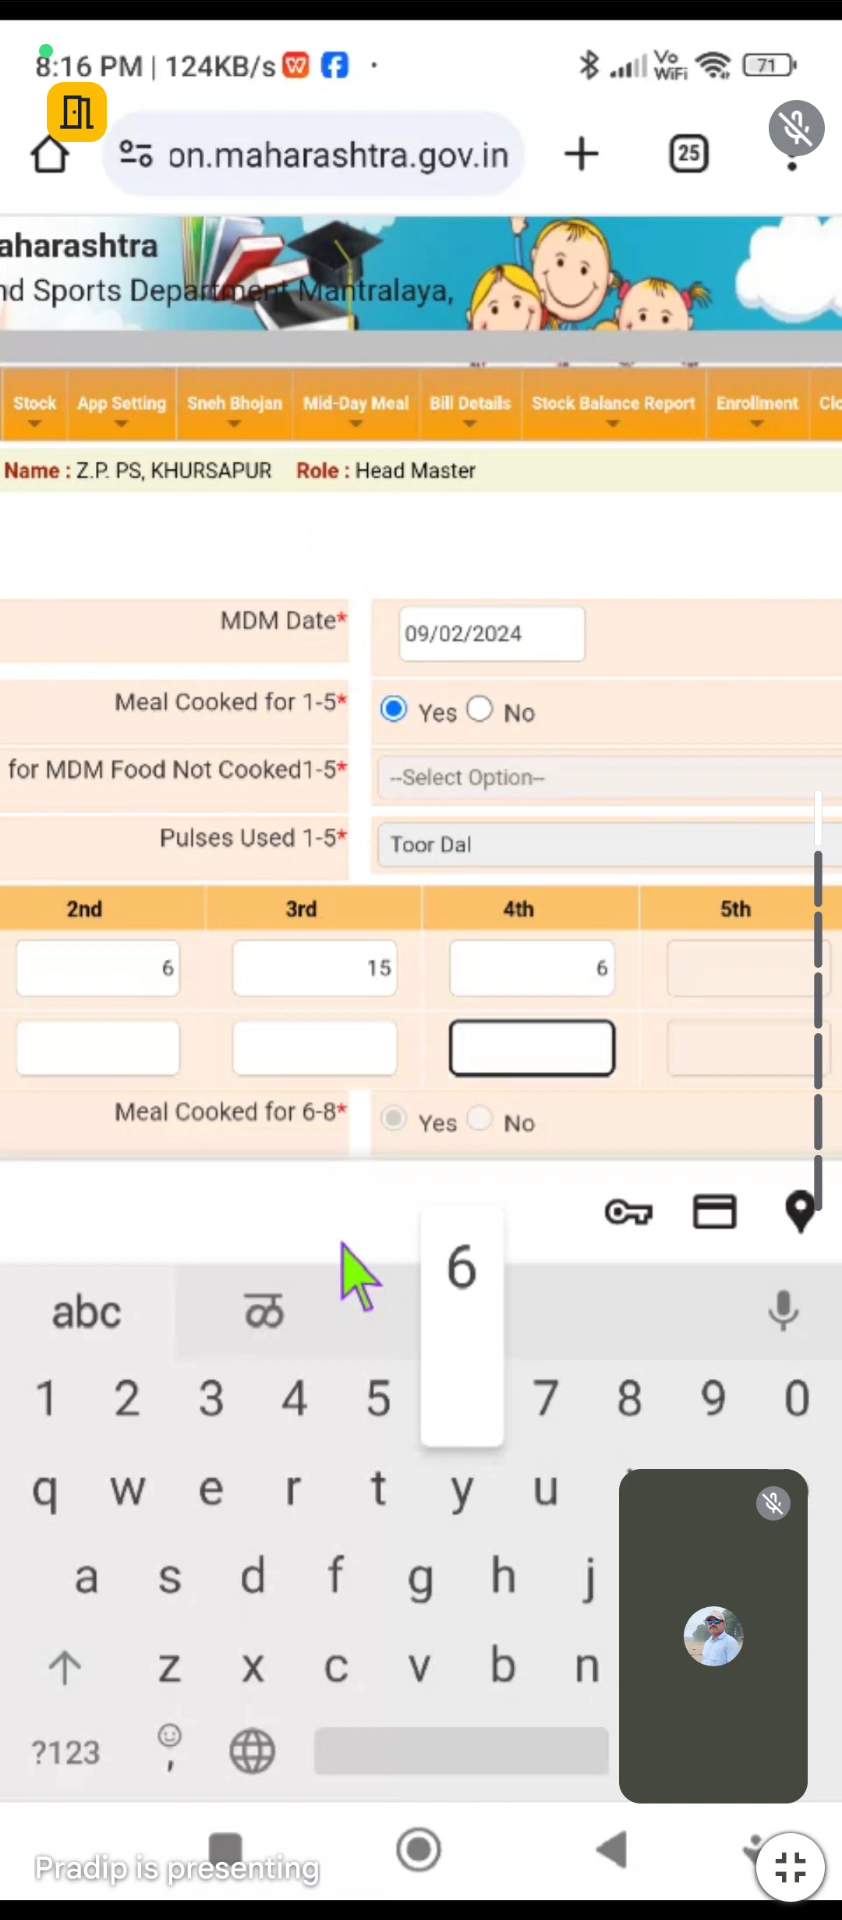 8:16 PM | 124KB/s
Vo WiFi 71
on.maharashtra.gov.in
25
aharashtra
nd Sports Department Mantralaya,
Stock App Setting Sneh Bhojan Mid-Day Meal Bill Details Stock Balance Report Enrollment Clo
Name : Z.P. PS, KHURSAPUR Role : Head Master
MDM Date* 09/02/2024
Meal Cooked for 1-5* Yes No
for MDM Food Not Cooked1-5* --Select Option--
Pulses Used 1-5* Toor Dal
2nd 3rd 4th 5th
6 15 6
Meal Cooked for 6-8* Yes No
6
abc
1 2 3 4 5 7 8 9 0
q w e r t y u
a s d f g h j
z x c v b n
?123 ,
Pradip is presenting